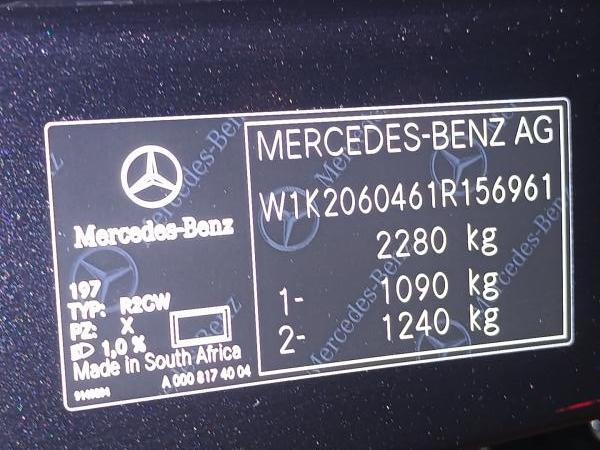 Mercedes-Benz
197
TYP: R2CW
PZ: X
1,0 %
Made in South Africa
A 000 817 40 04
MERCEDES-BENZ AG
W1K2060461R156961
2280 kg
1- 1090 kg
2- 1240 kg